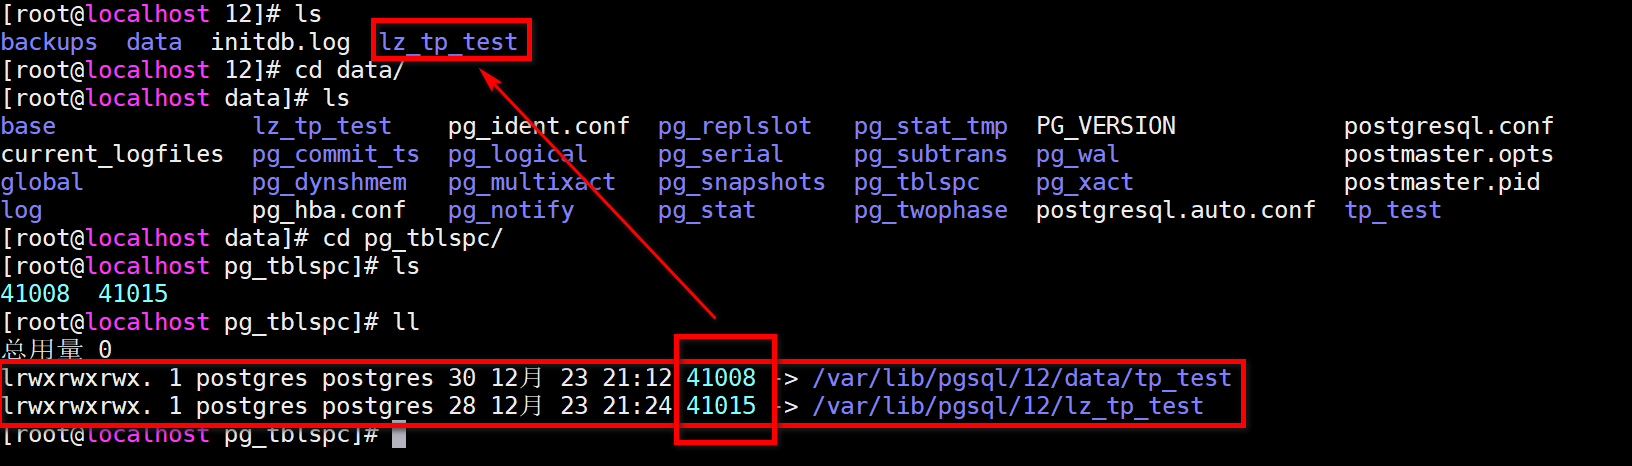 [root@localhost 12]# ls
backups  data  initdb.log  lz_tp_test
[root@localhost 12]# cd data/
[root@localhost data]# ls
base              lz_tp_test    pg_ident.conf  pg_replslot   pg_stat_tmp  PG_VERSION            postgresql.conf
current_logfiles  pg_commit_ts  pg_logical     pg_serial     pg_subtrans  pg_wal                postmaster.opts
global            pg_dynshmem   pg_multixact   pg_snapshots  pg_tblspc    pg_xact               postmaster.pid
log               pg_hba.conf   pg_notify      pg_stat       pg_twophase  postgresql.auto.conf  tp_test
[root@localhost data]# cd pg_tblspc/
[root@localhost pg_tblspc]# ls
41008  41015
[root@localhost pg_tblspc]# ll
总用量 0
lrwxrwxrwx. 1 postgres postgres 30 12月 23 21:12 41008 -> /var/lib/pgsql/12/data/tp_test
lrwxrwxrwx. 1 postgres postgres 28 12月 23 21:24 41015 -> /var/lib/pgsql/12/lz_tp_test
[root@localhost pg_tblspc]#